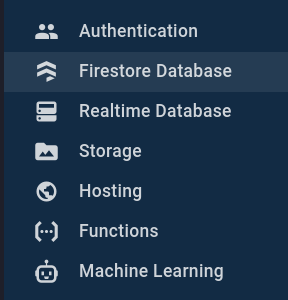 Authentication
Firestore Database
Realtime Database
Storage
Hosting
Functions
Machine Learning